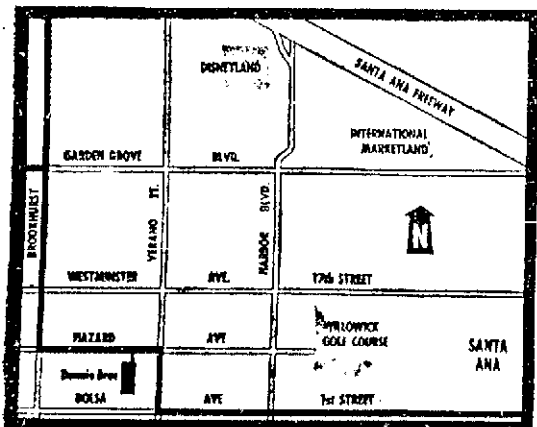 DISNEYLAND
SANTA ANA FREEWAY
INTERNATIONAL
MARKETLAND
GARDEN GROVE BLVD.
BROOKHURST
VERANO ST.
HARBOR BLVD.
N
WESTMINSTER AVE. 17th STREET
HAZARD AVE
WILLOWICK
GOLF COURSE
SANTA
ANA
BOLSA AVE 1st STREET